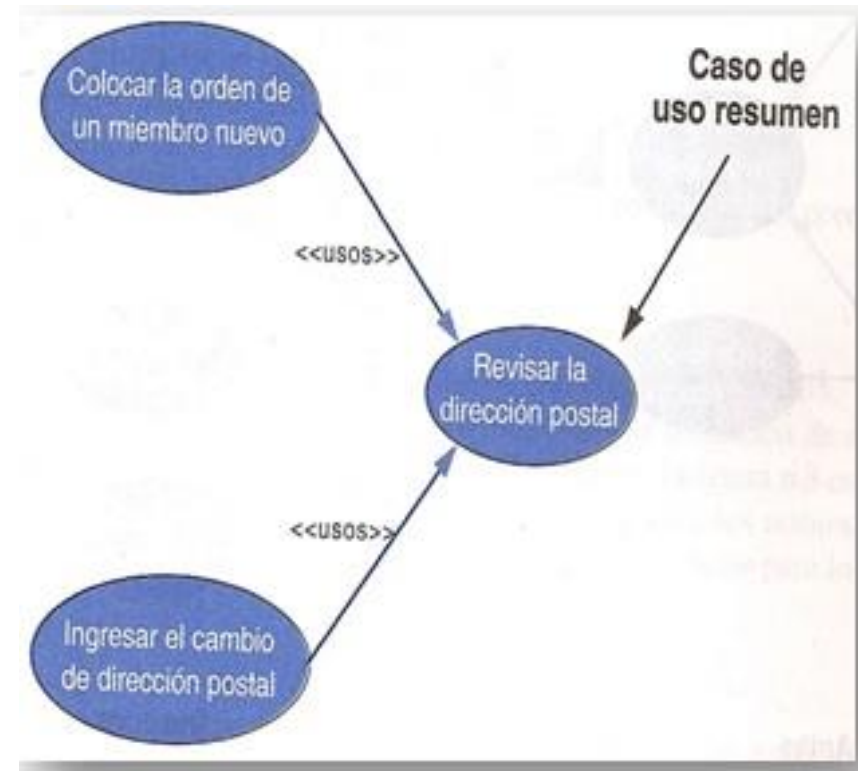 Colocar la orden de
un miembro nuevo
Caso de
uso resumen
<<usos>>
Revisar la
dirección postal
<<usos>>
Ingresar el cambio
de dirección postal